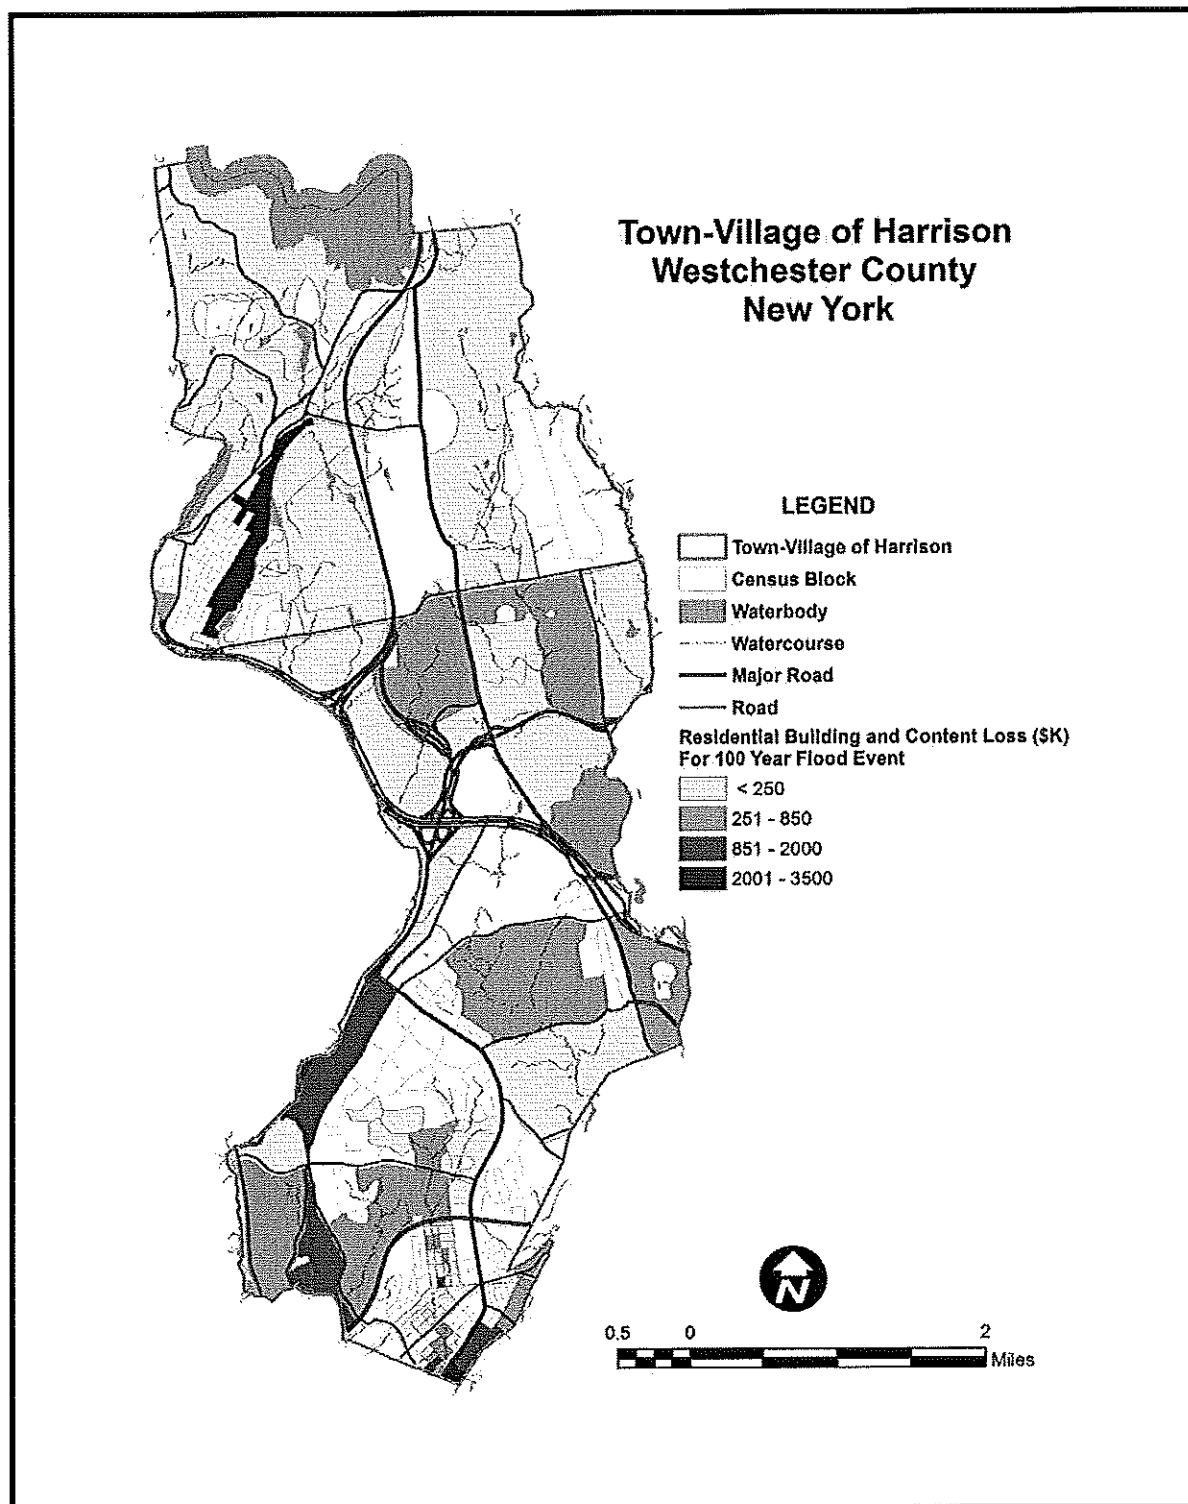 Town-Village of Harrison
Westchester County
New York
LEGEND
Town-Village of Harrison
Census Block
Waterbody
Watercourse
Major Road
Road
Residential Building and Content Loss ($K)
For 100 Year Flood Event
< 250
251 - 850
851 - 2000
2001 - 3500
N
0.5 0 2
Miles